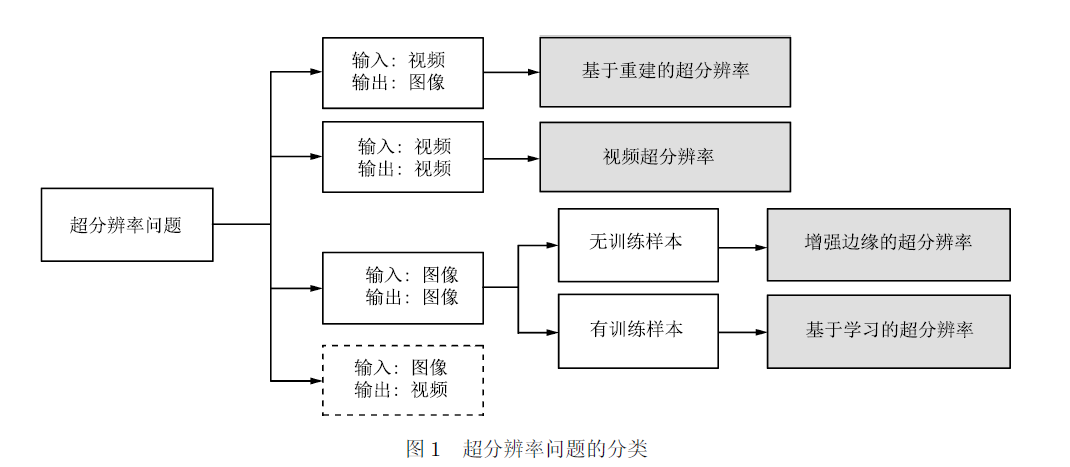 输入: 视频
输出: 图像
基于重建的超分辨率
输入: 视频
输出: 视频
视频超分辨率
超分辨率问题
输入: 图像
输出: 图像
无训练样本
增强边缘的超分辨率
有训练样本
基于学习的超分辨率
输入: 图像
输出: 视频
图 1 超分辨率问题的分类